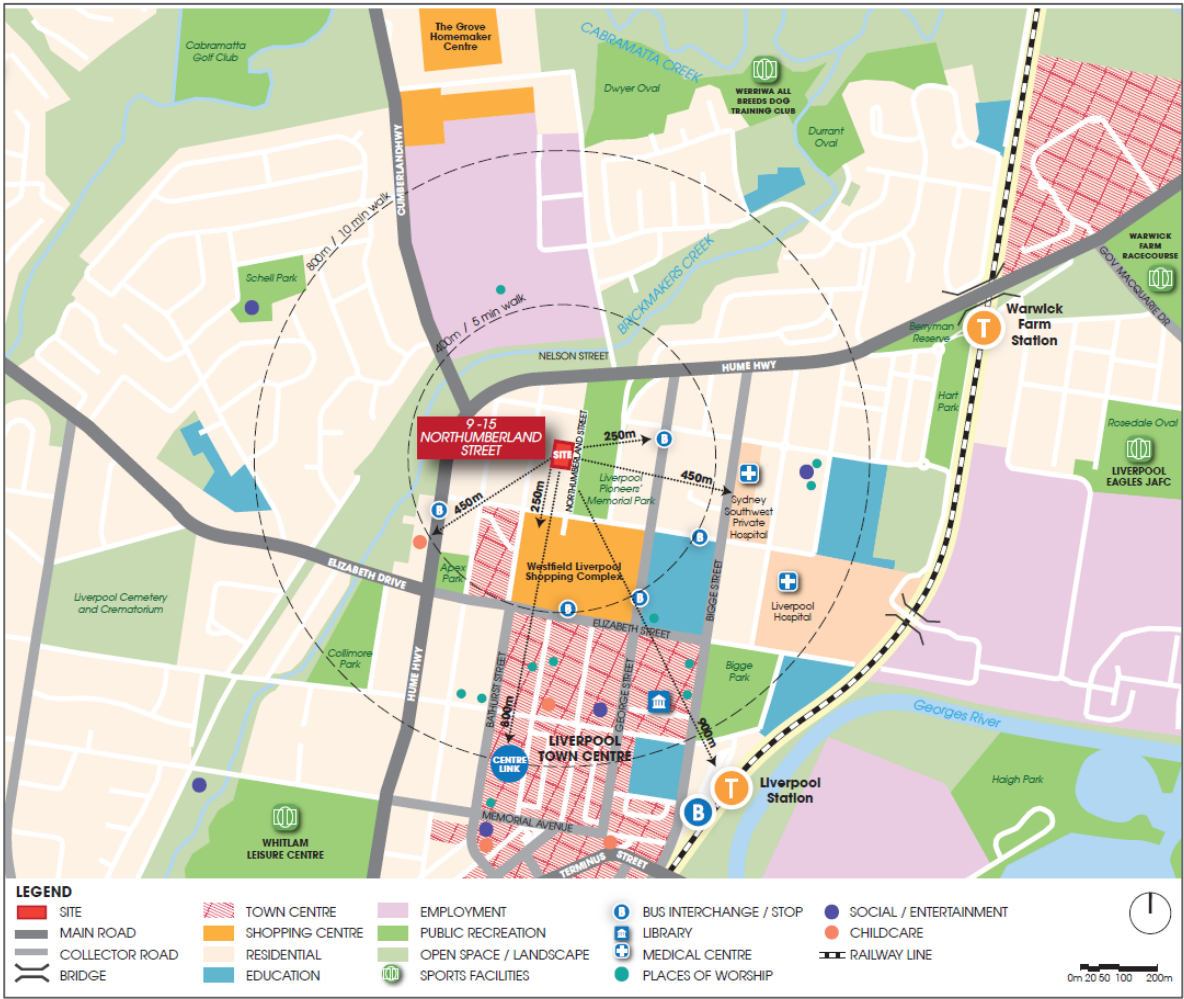 The Grove
Homemaker
Centre
Cabramatta
Golf Club
CABRAMATTA CREEK
Dwyer Oval
WERRIWA ALL
BREEDS DOG
TRAINING CLUB
Durrant
Oval
CUMBERLANDHWY
800m / 10 min walk
WARWICK
FARM
RACECOURSE
GOV MACQUARIE DR
Schell Park
BRICKMAKERS CREEK
400m / 5 min walk
T
Warwick
Farm
Station
Berryman
Reserve
NELSON STREET
HUME HWY
Hart
Park
9 -15
NORTHUMBERLAND
STREET
SITE
NORTHUMBERLAND STREET
250m
B
Rosedale Oval
LIVERPOOL
EAGLES JAFC
450m
250m
450m
Liverpool
Pioneers'
Memorial Park
Sydney
Southwest
Private
Hospital
B
B
Westfield Liverpool
Shopping Complex
Apex
Park
ELIZABETH DRIVE
Liverpool Cemetery
and Crematorium
B
B
BIGGE STREET
Liverpool
Hospital
ELIZABETH STREET
Collimore
Park
HUME HWY
BATHURST STREET
GEORGE STREET
Bigge
Park
800m
900m
Georges River
LIVERPOOL
TOWN CENTRE
CENTRE
LINK
T
Liverpool
Station
B
Haigh Park
MEMORIAL AVENUE
WHITLAM
LEISURE CENTRE
TERMINUS STREET
LEGEND
SITE
MAIN ROAD
COLLECTOR ROAD
BRIDGE
TOWN CENTRE
SHOPPING CENTRE
RESIDENTIAL
EDUCATION
EMPLOYMENT
PUBLIC RECREATION
OPEN SPACE / LANDSCAPE
SPORTS FACILITIES
B BUS INTERCHANGE / STOP
LIBRARY
MEDICAL CENTRE
PLACES OF WORSHIP
SOCIAL / ENTERTAINMENT
CHILDCARE
RAILWAY LINE
0m 20 50 100 200m